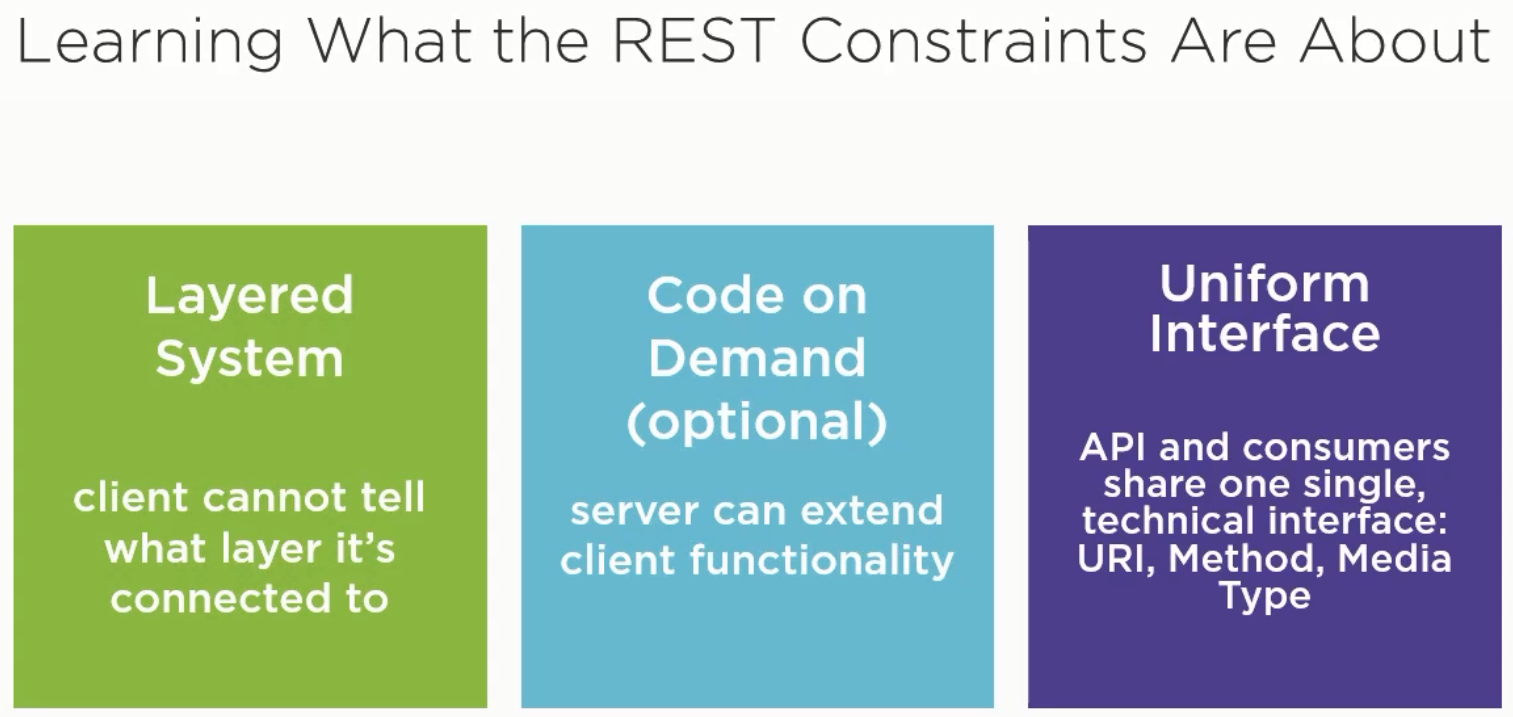 Learning What the REST Constraints Are About
Layered
System
client cannot tell
what layer it's
connected to
Code on
Demand
(optional)
server can extend
client functionality
Uniform
Interface
API and consumers
share one single,
technical interface:
URI, Method, Media
Type